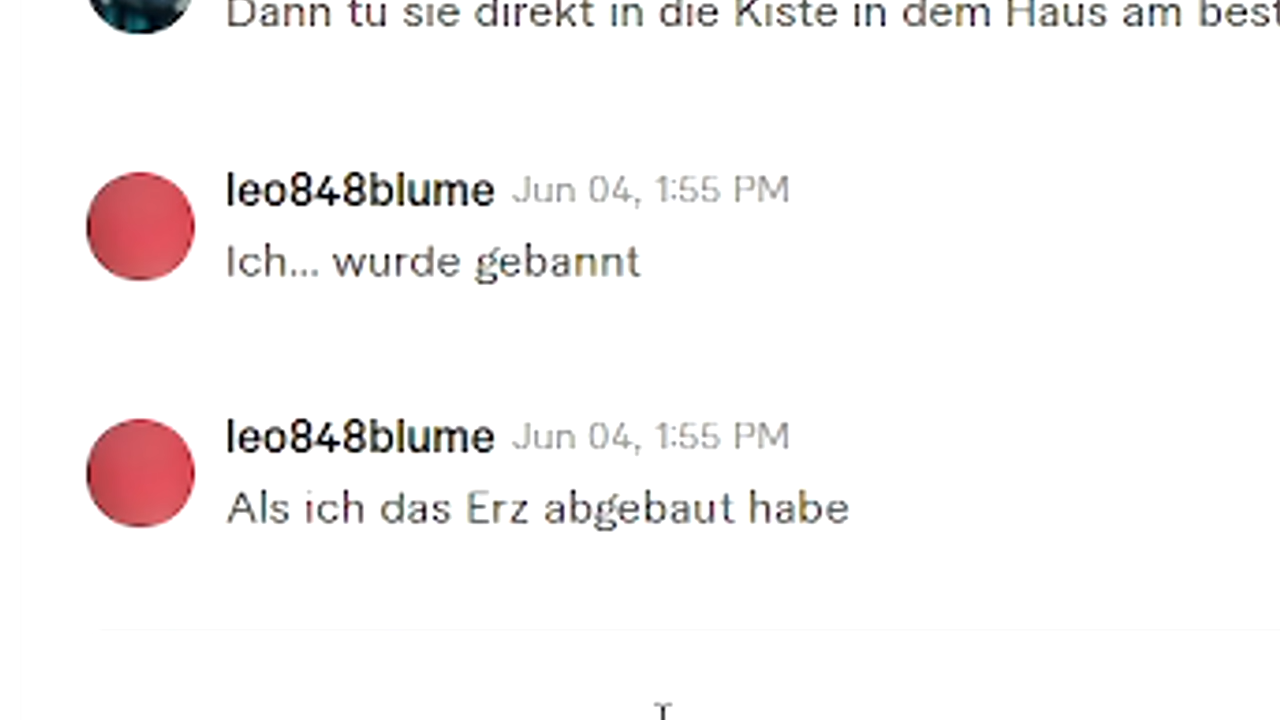 Dann tu sie direkt in die Kiste in dem Haus am
leo848blume Jun 04, 1:55 PM
Ich... wurde gebannt
leo848blume Jun 04, 1:55 PM
Als ich das Erz abgebaut habe